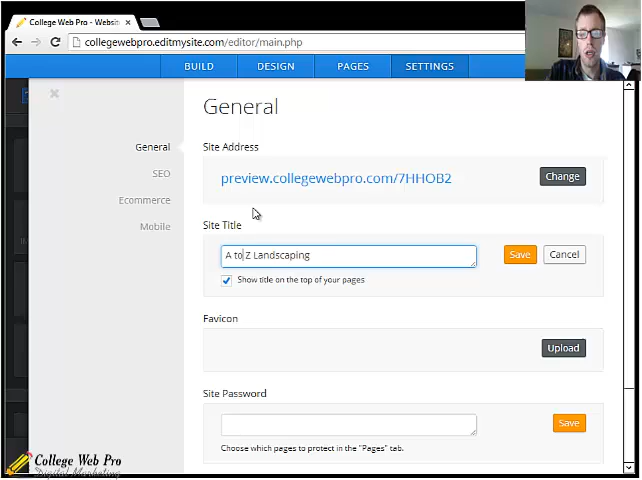 College Web Pro - Websit
collegewebpro.editmysite.com/editor/main.php
BUILD DESIGN PAGES SETTINGS
General
General
Site Address
SEO
preview.collegewebpro.com/7HHOB2 Change
Ecommerce
Mobile
Site Title
A to Z Landscaping Save Cancel
Show title on the top of your pages
Favicon
Upload
Site Password
Save
Choose which pages to protect in the "Pages" tab.
College Web Pro
Digital Marketing